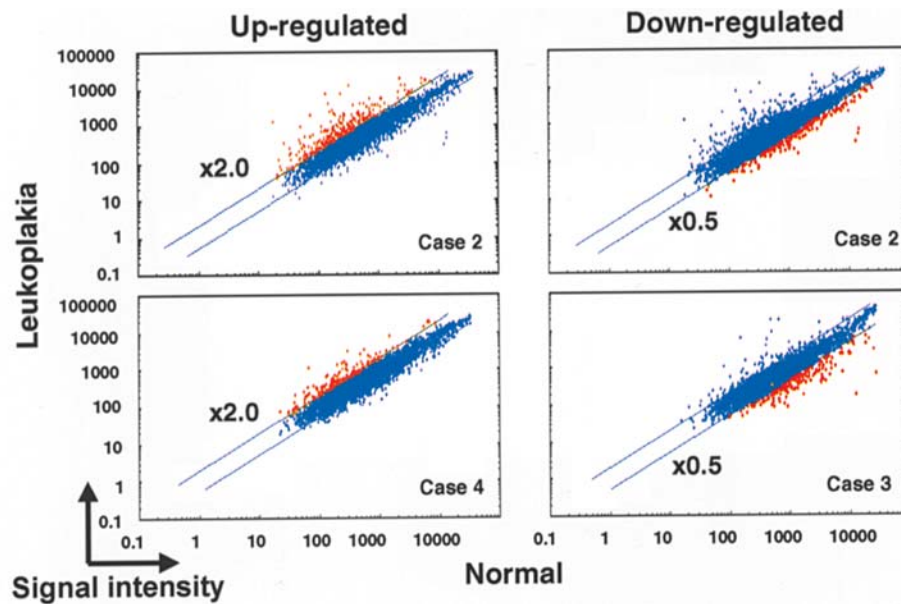 Up-regulated Down-regulated
Leukoplakia
100000
10000
1000
100
10
1
0.1
x2.0
Case 2
x0.5
Case 2
100000
10000
1000
100
10
1
0.1
x2.0
Case 4
x0.5
Case 3
0.1 1 10 100 1000 10000 0.1 1 10 100 1000 10000
Signal intensity
Normal